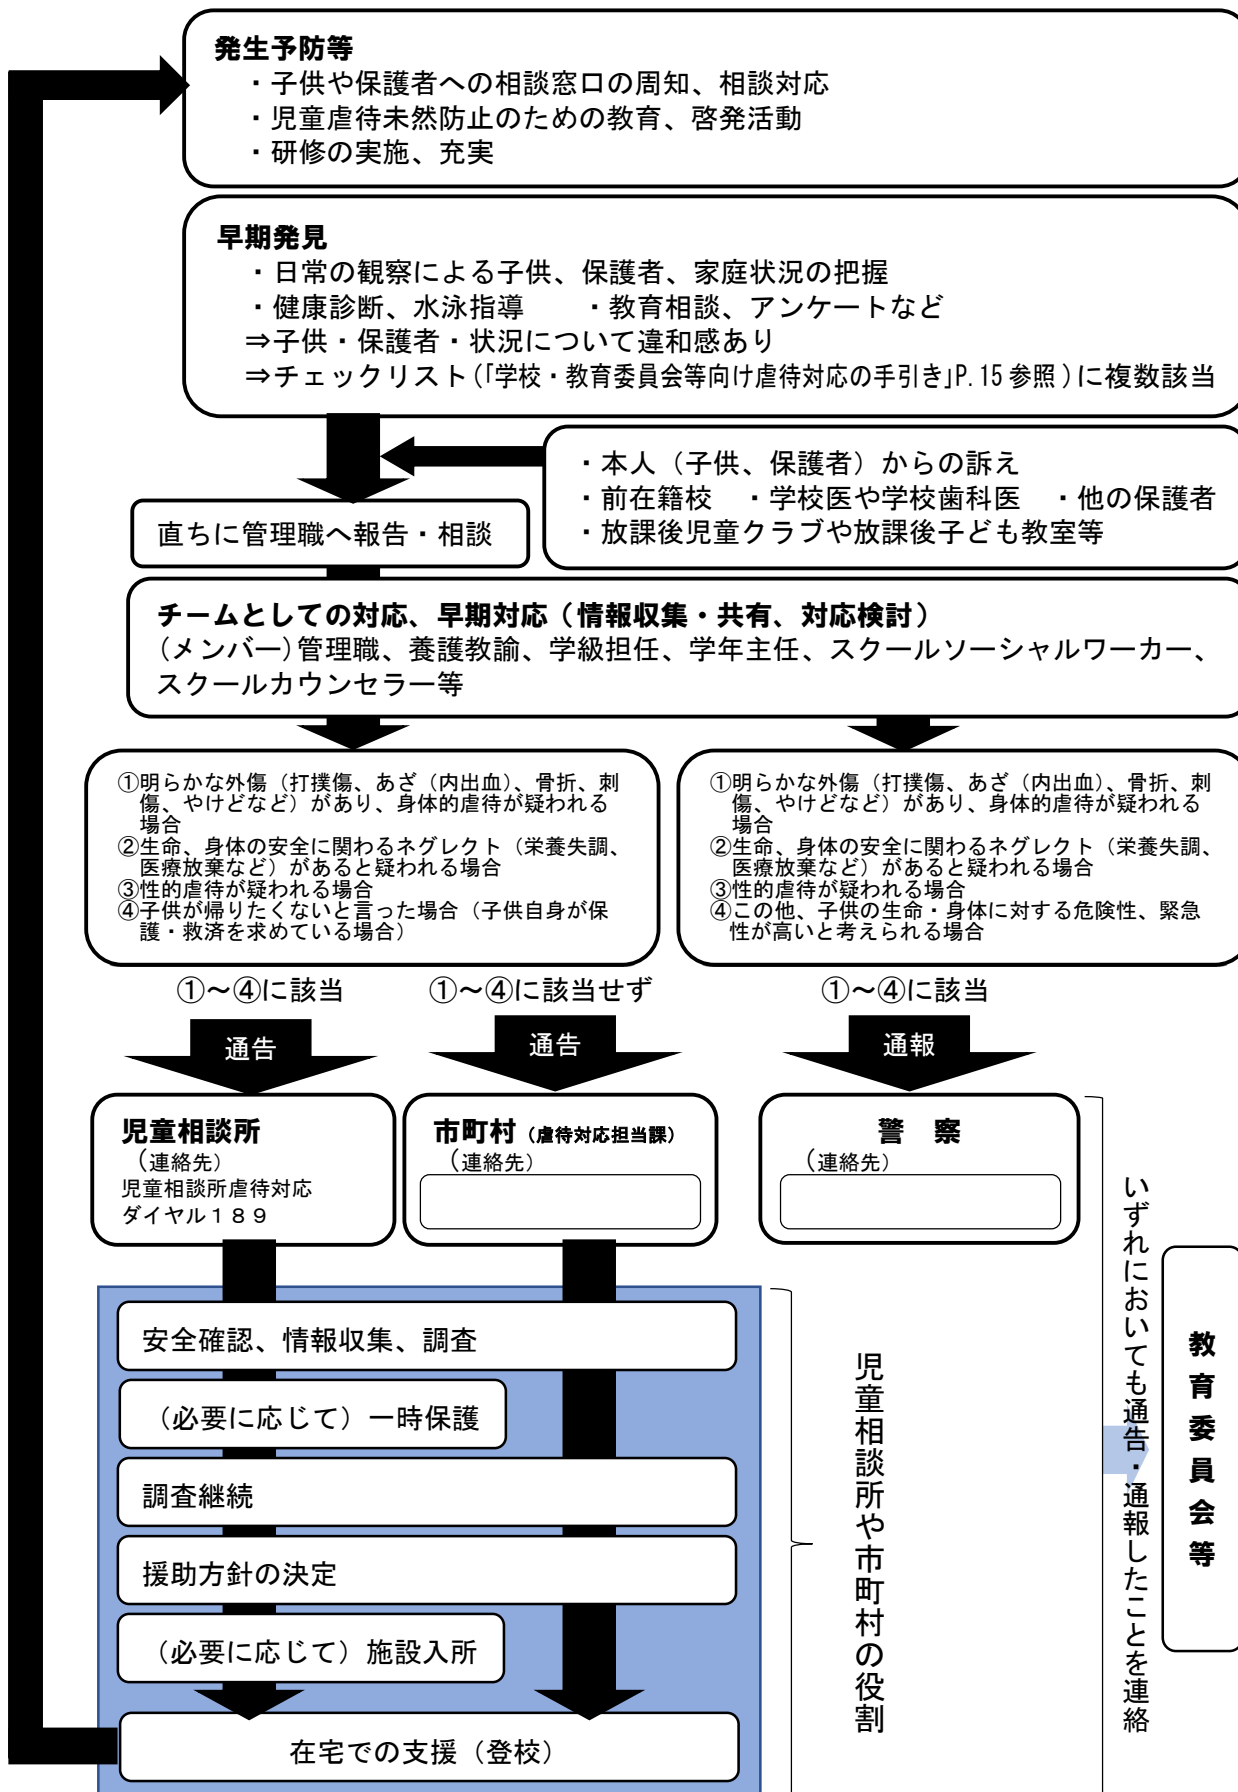 発生予防等
・子供や保護者への相談窓口の周知、相談対応
・児童虐待未然防止のための教育、啓発活動
・研修の実施、充実
早期発見
・日常の観察による子供、保護者、家庭状況の把握
・健康診断、水泳指導　　・教育相談、アンケートなど
⇒子供・保護者・状況について違和感あり
⇒チェックリスト(「学校・教育委員会等向け虐待対応の手引き」P.15参照)に複数該当
・本人（子供、保護者）からの訴え
・前在籍校　・学校医や学校歯科医　・他の保護者
・放課後児童クラブや放課後子ども教室等
直ちに管理職へ報告・相談
チームとしての対応、早期対応（情報収集・共有、対応検討）
(メンバー)管理職、養護教諭、学級担任、学年主任、スクールソーシャルワーカー、
スクールカウンセラー等
①明らかな外傷（打撲傷、あざ（内出血）、骨折、刺
傷、やけどなど）があり、身体的虐待が疑われる
場合
②生命、身体の安全に関わるネグレクト（栄養失調、
医療放棄など）があると疑われる場合
③性的虐待が疑われる場合
④子供が帰りたくないと言った場合（子供自身が保
護・救済を求めている場合）
①明らかな外傷（打撲傷、あざ（内出血）、骨折、刺
傷、やけどなど）があり、身体的虐待が疑われる
場合
②生命、身体の安全に関わるネグレクト（栄養失調、
医療放棄など）があると疑われる場合
③性的虐待が疑われる場合
④この他、子供の生命・身体に対する危険性、緊急
性が高いと考えられる場合
①～④に該当
①～④に該当せず
①～④に該当
通告
通告
通報
児童相談所
（連絡先）
児童相談所虐待対応
ダイヤル１８９
市町村（虐待対応担当課）
（連絡先）
警　察
（連絡先）
安全確認、情報収集、調査
（必要に応じて）一時保護
調査継続
援助方針の決定
（必要に応じて）施設入所
在宅での支援（登校）
児童相談所や市町村の役割
いずれにおいても通告・通報したことを連絡
教育委員会等